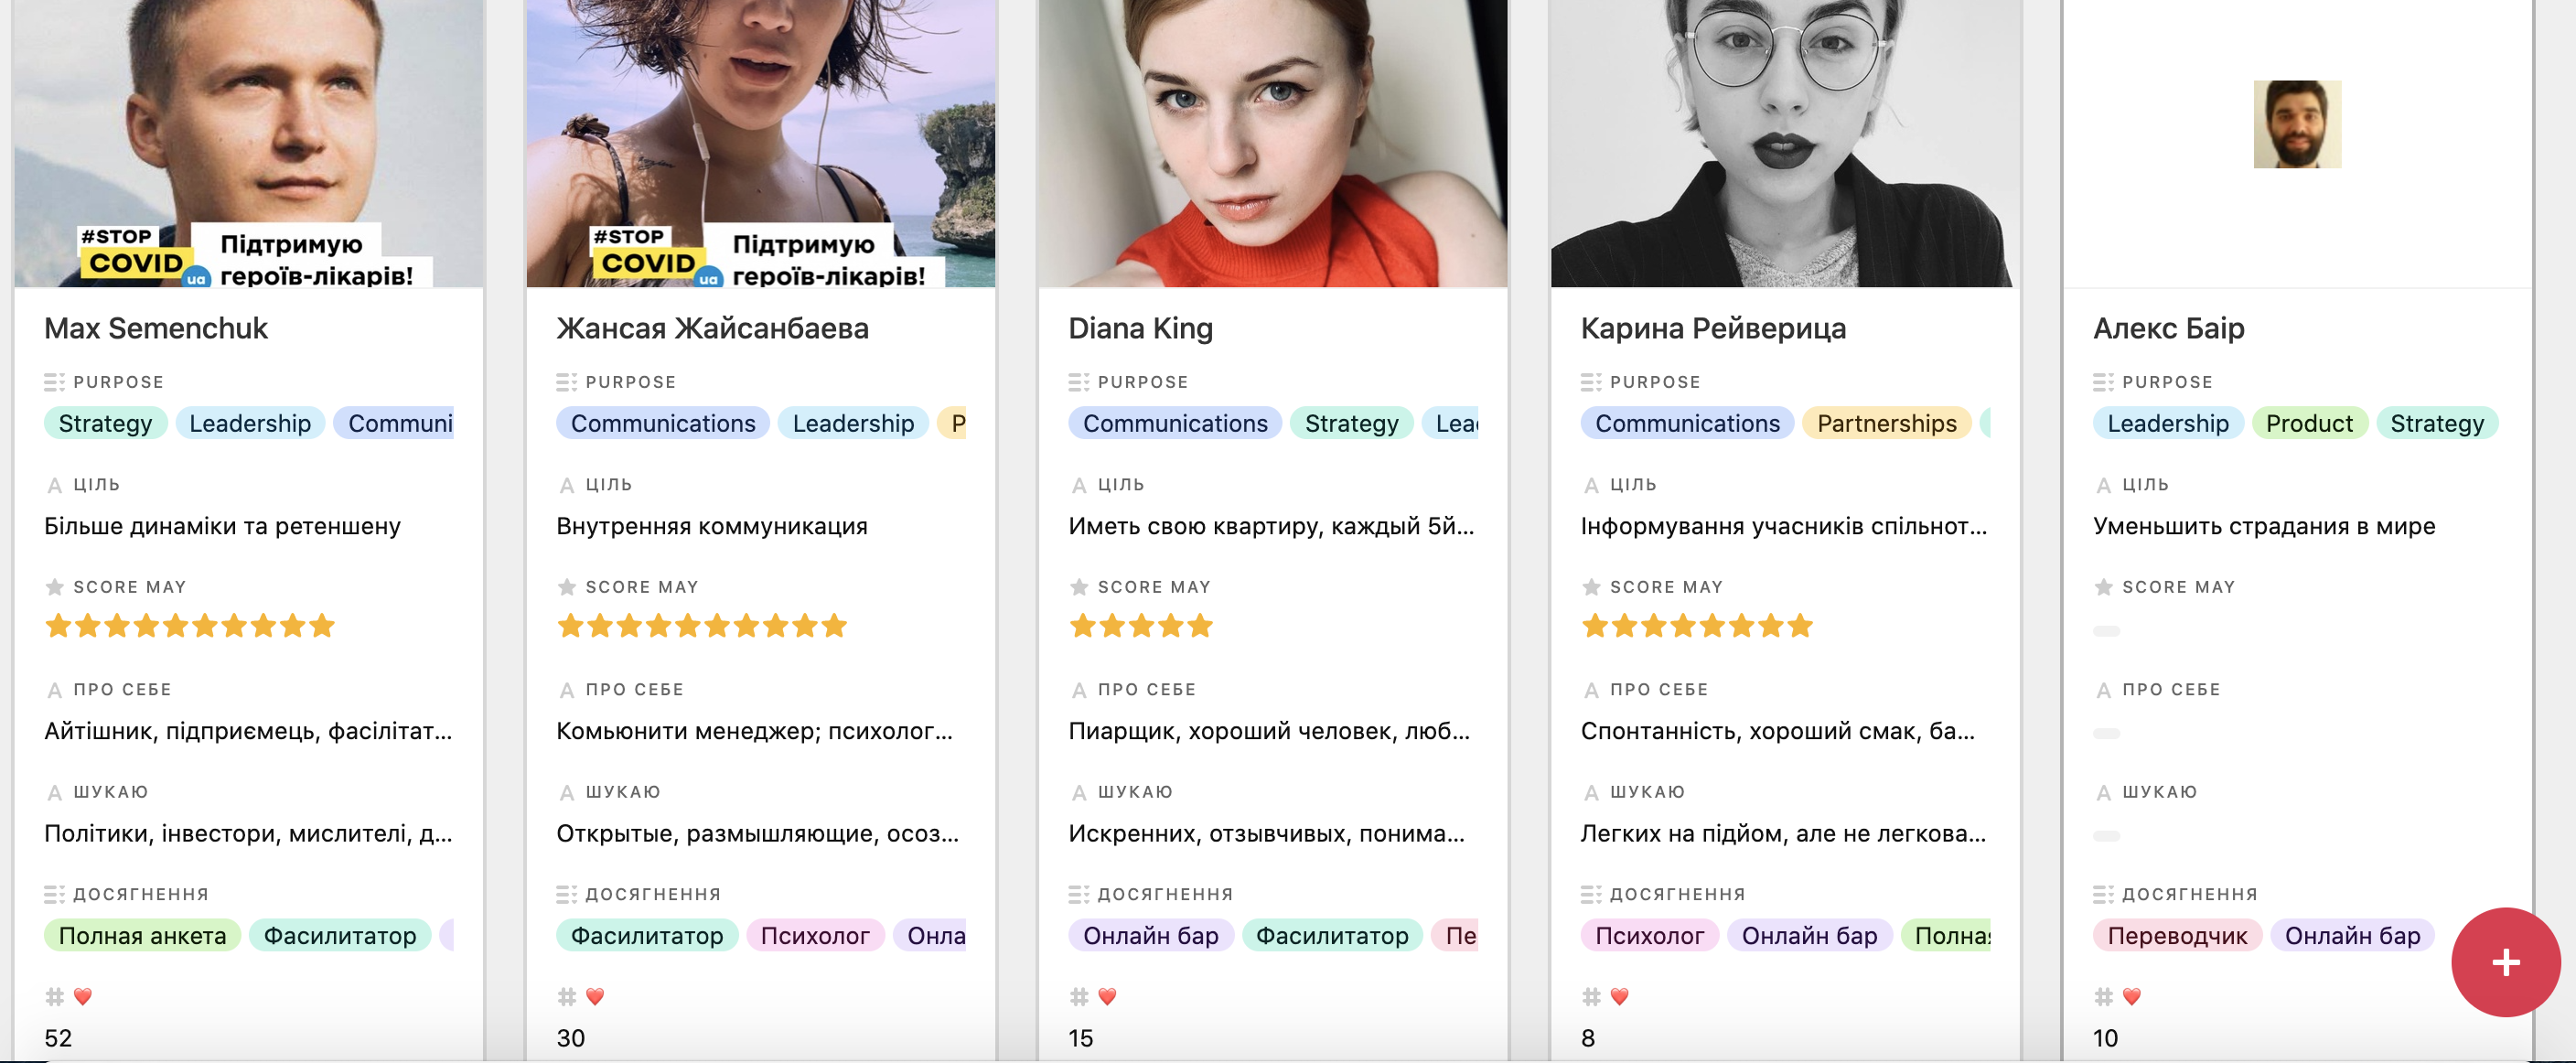 #STOP
COVID
ua
Підтримую
героїв-лікарів!
Max Semenchuk
PURPOSE
Strategy Leadership Communi
ЦІЛЬ
Більше динаміки та ретеншену
SCORE MAY
ПРО СЕБЕ
Айтішник, підприємець, фасілітат...
ШУКАЮ
Політики, інвестори, мислителі, д...
ДОСЯГНЕННЯ
Полная анкета Фасилитатор
52
#STOP
COVID
ua
Підтримую
героїв-лікарів!
Жансая Жайсанбаева
PURPOSE
Communications Leadership P
ЦІЛЬ
Внутренняя коммуникация
SCORE MAY
ПРО СЕБЕ
Комьюнити менеджер; психолог...
ШУКАЮ
Открытые, размышляющие, осоз...
ДОСЯГНЕННЯ
Фасилитатор Психолог Онла
30
Diana King
PURPOSE
Communications Strategy Lead
ЦІЛЬ
Иметь свою квартиру, каждый 5й...
SCORE MAY
ПРО СЕБЕ
Пиарщик, хороший человек, люб...
ШУКАЮ
Искренних, отзывчивых, понима...
ДОСЯГНЕННЯ
Онлайн бар Фасилитатор Пе
15
Карина Рейверица
PURPOSE
Communications Partnerships
ЦІЛЬ
Інформування учасників спільнот...
SCORE MAY
ПРО СЕБЕ
Спонтанність, хороший смак, ба...
ШУКАЮ
Легких на підйом, але не легкова...
ДОСЯГНЕННЯ
Психолог Онлайн бар Полная
8
Алекс Баір
PURPOSE
Leadership Product Strategy
ЦІЛЬ
Уменьшить страдания в мире
SCORE MAY
ПРО СЕБЕ
ШУКАЮ
ДОСЯГНЕННЯ
Переводчик Онлайн бар
10